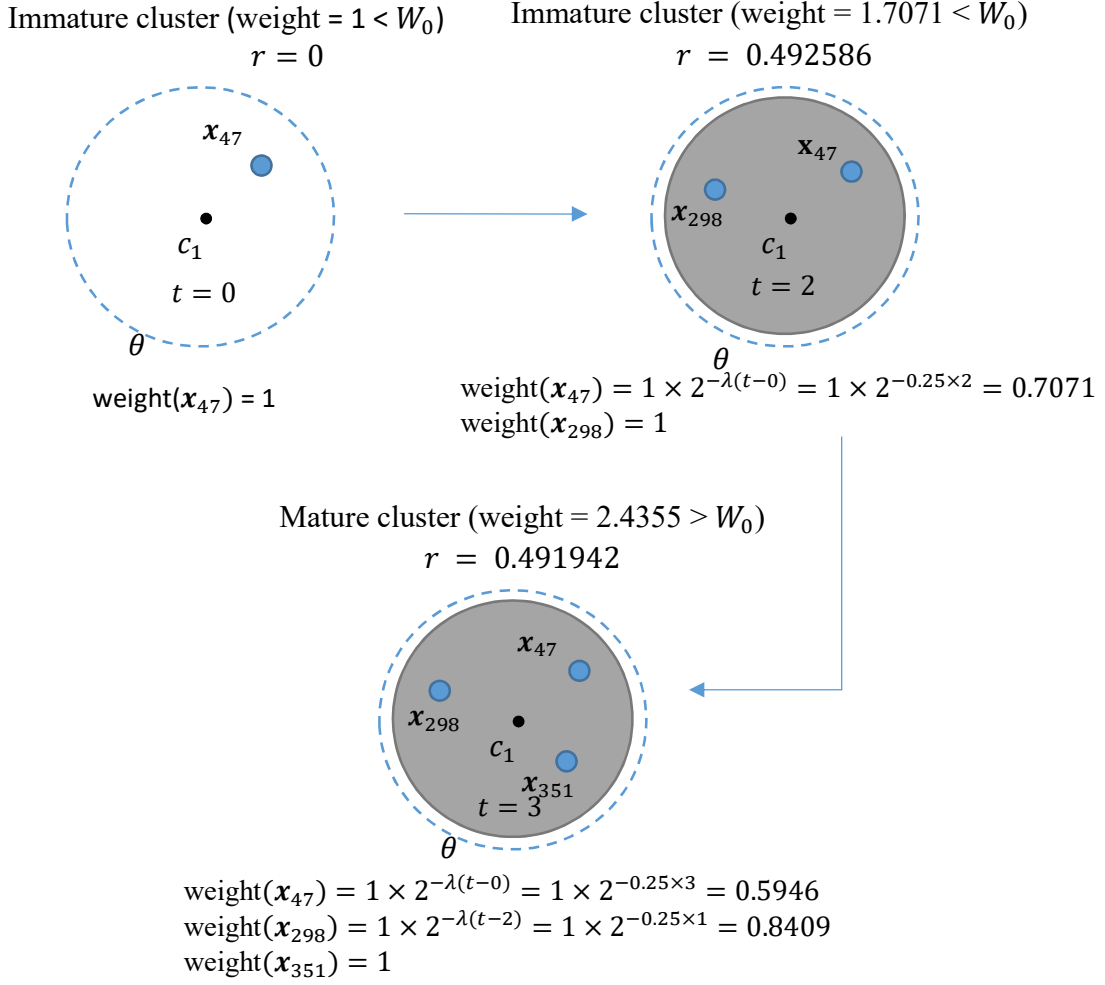 Immature cluster (weight = 1 < W₀)
r = 0
x₄₇
c₁
t = 0
θ
weight(x₄₇) = 1
Immature cluster (weight = 1.7071 < W₀)
r = 0.492586
x₄₇
x₂₉₈
c₁
t = 2
θ
weight(x₄₇) = 1 × 2^{−λ(t−0)} = 1 × 2^{−0.25×2} = 0.7071
weight(x₂₉₈) = 1
Mature cluster (weight = 2.4355 > W₀)
r = 0.491942
x₄₇
x₂₉₈
c₁
x₃₅₁
t = 3
θ
weight(x₄₇) = 1 × 2^{−λ(t−0)} = 1 × 2^{−0.25×3} = 0.5946
weight(x₂₉₈) = 1 × 2^{−λ(t−2)} = 1 × 2^{−0.25×1} = 0.8409
weight(x₃₅₁) = 1